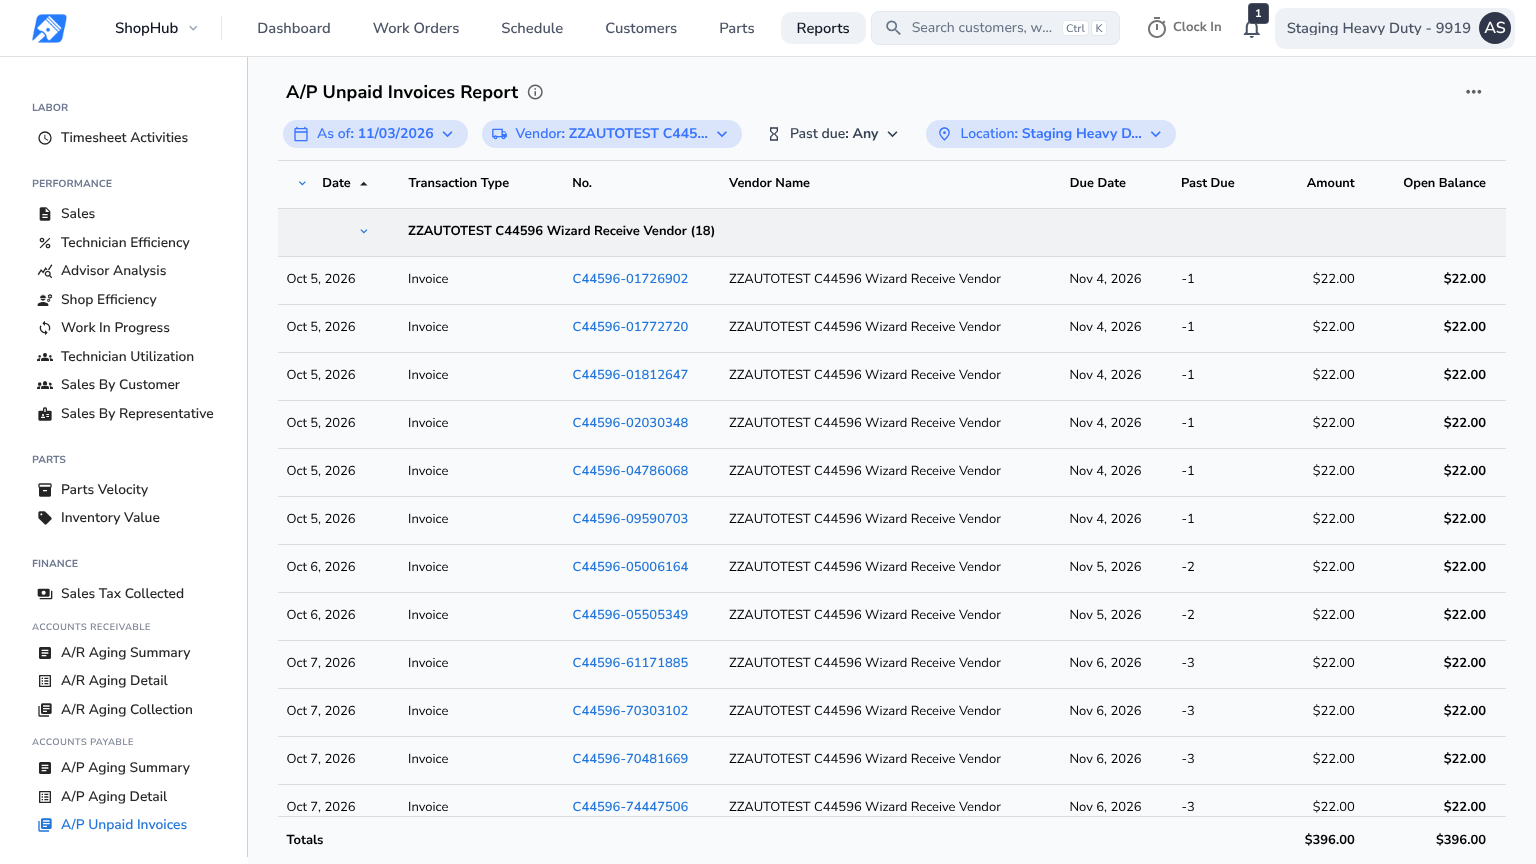 ShopHub
Dashboard
Work Orders
Schedule
Customers
Parts
Reports
Search customers, w...
Ctrl
K
Clock In
1
Staging Heavy Duty - 9919
AS
LABOR
Timesheet Activities
PERFORMANCE
Sales
Technician Efficiency
Advisor Analysis
Shop Efficiency
Work In Progress
Technician Utilization
Sales By Customer
Sales By Representative
PARTS
Parts Velocity
Inventory Value
FINANCE
Sales Tax Collected
ACCOUNTS RECEIVABLE
A/R Aging Summary
A/R Aging Detail
A/R Aging Collection
ACCOUNTS PAYABLE
A/P Aging Summary
A/P Aging Detail
A/P Unpaid Invoices
A/P Unpaid Invoices Report
As of: 11/03/2026
Vendor: ZZAUTOTEST C445...
Past due: Any
Location: Staging Heavy D...
Date Transaction Type No. Vendor Name Due Date Past Due Amount Open Balance
ZZAUTOTEST C44596 Wizard Receive Vendor (18)
Oct 5, 2026 Invoice C44596-01726902 ZZAUTOTEST C44596 Wizard Receive Vendor Nov 4, 2026 -1 $22.00 $22.00
Oct 5, 2026 Invoice C44596-01772720 ZZAUTOTEST C44596 Wizard Receive Vendor Nov 4, 2026 -1 $22.00 $22.00
Oct 5, 2026 Invoice C44596-01812647 ZZAUTOTEST C44596 Wizard Receive Vendor Nov 4, 2026 -1 $22.00 $22.00
Oct 5, 2026 Invoice C44596-02030348 ZZAUTOTEST C44596 Wizard Receive Vendor Nov 4, 2026 -1 $22.00 $22.00
Oct 5, 2026 Invoice C44596-04786068 ZZAUTOTEST C44596 Wizard Receive Vendor Nov 4, 2026 -1 $22.00 $22.00
Oct 5, 2026 Invoice C44596-09590703 ZZAUTOTEST C44596 Wizard Receive Vendor Nov 4, 2026 -1 $22.00 $22.00
Oct 6, 2026 Invoice C44596-05006164 ZZAUTOTEST C44596 Wizard Receive Vendor Nov 5, 2026 -2 $22.00 $22.00
Oct 6, 2026 Invoice C44596-05505349 ZZAUTOTEST C44596 Wizard Receive Vendor Nov 5, 2026 -2 $22.00 $22.00
Oct 7, 2026 Invoice C44596-61171885 ZZAUTOTEST C44596 Wizard Receive Vendor Nov 6, 2026 -3 $22.00 $22.00
Oct 7, 2026 Invoice C44596-70303102 ZZAUTOTEST C44596 Wizard Receive Vendor Nov 6, 2026 -3 $22.00 $22.00
Oct 7, 2026 Invoice C44596-70481669 ZZAUTOTEST C44596 Wizard Receive Vendor Nov 6, 2026 -3 $22.00 $22.00
Oct 7, 2026 Invoice C44596-74447506 ZZAUTOTEST C44596 Wizard Receive Vendor Nov 6, 2026 -3 $22.00 $22.00
Totals $396.00 $396.00